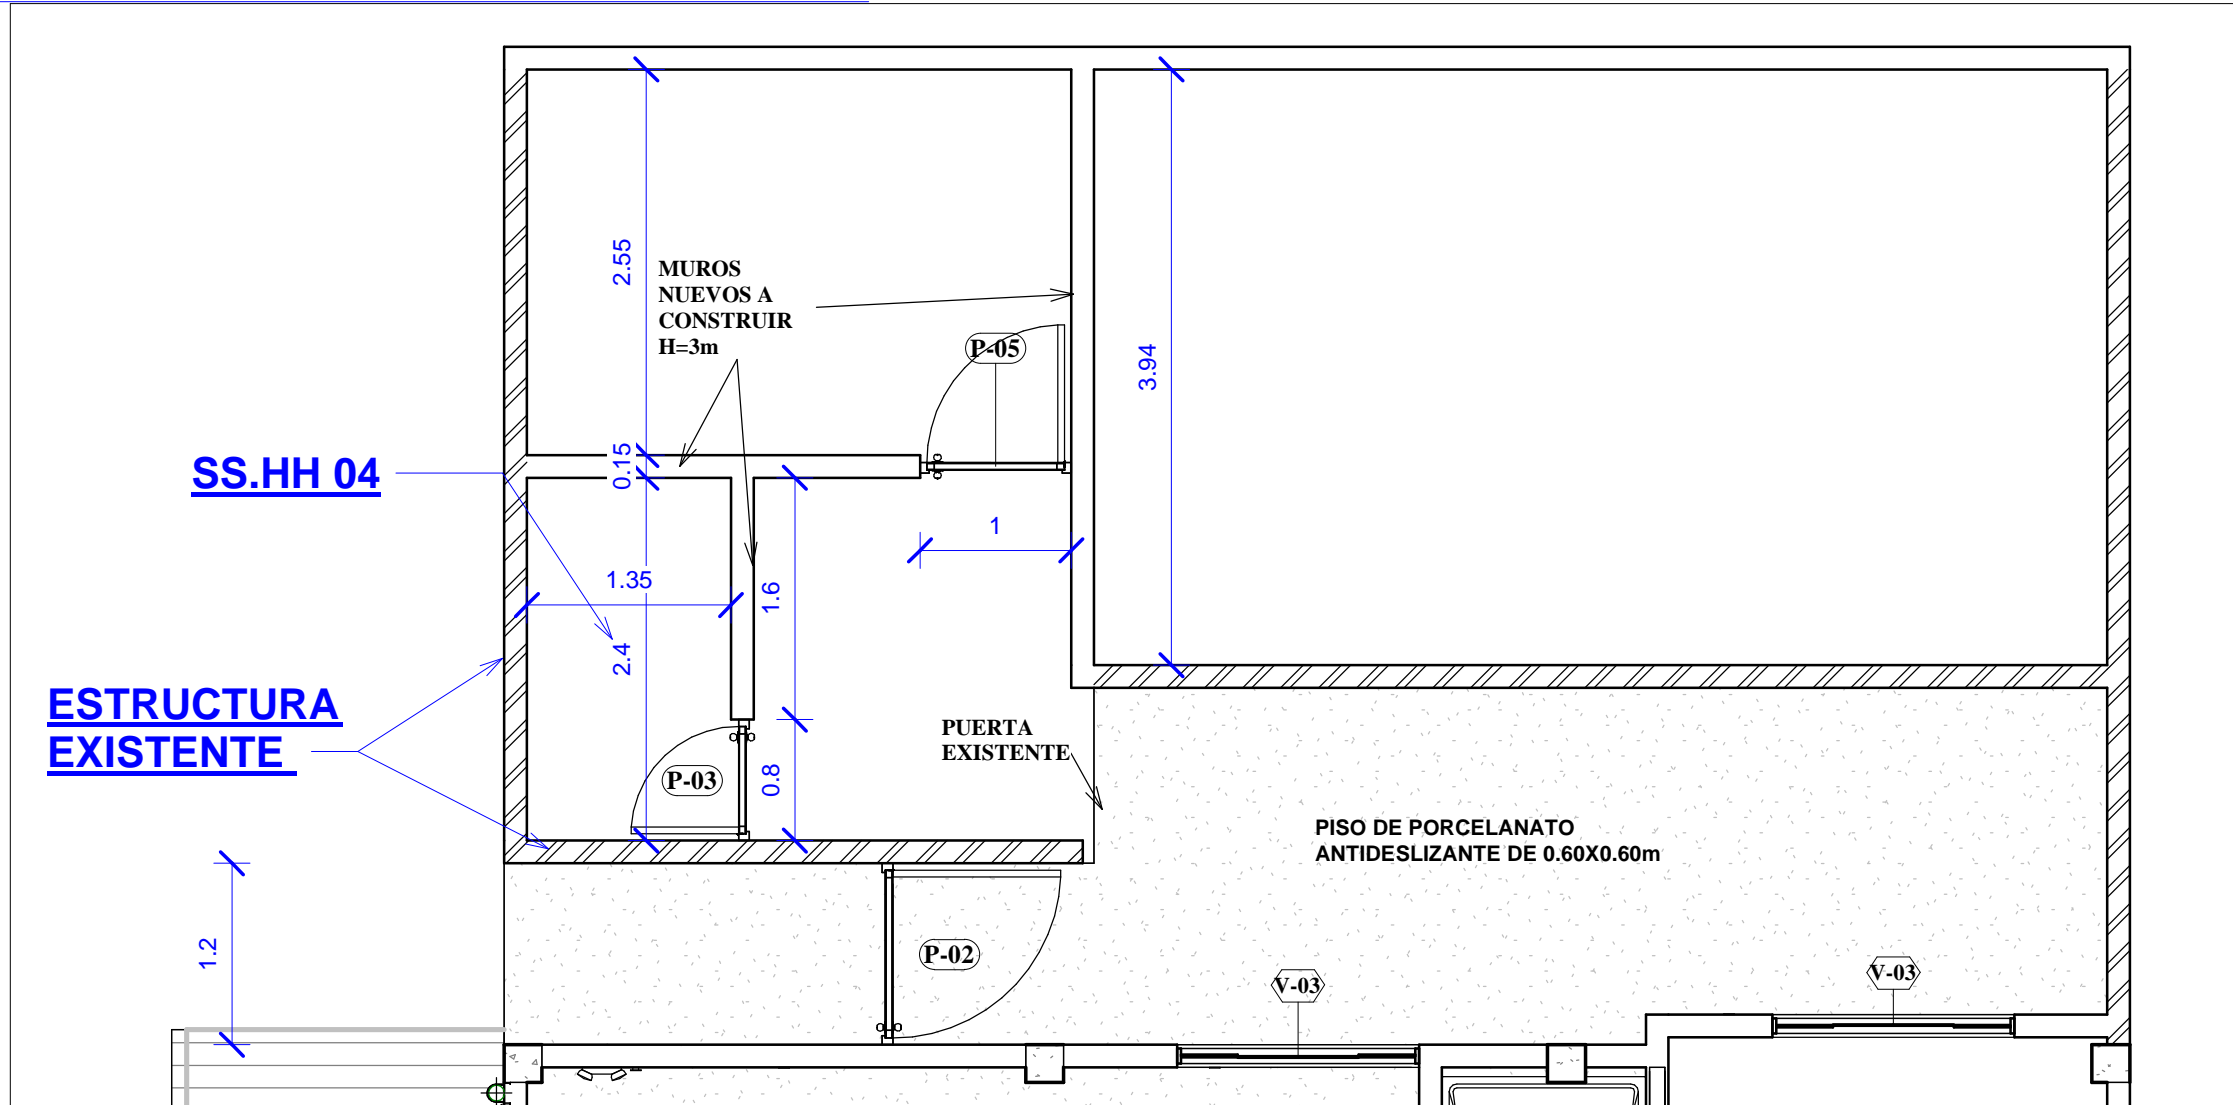 2.55
MUROS
NUEVOS A
CONSTRUIR
H=3m
P-05
3.94
SS.HH 04
0.15
1
1.35
1.6
2.4
ESTRUCTURA
EXISTENTE
PUERTA
EXISTENTE
P-03
0.8
PISO DE PORCELANATO
ANTIDESLIZANTE DE 0.60X0.60m
1.2
P-02
V-03
V-03